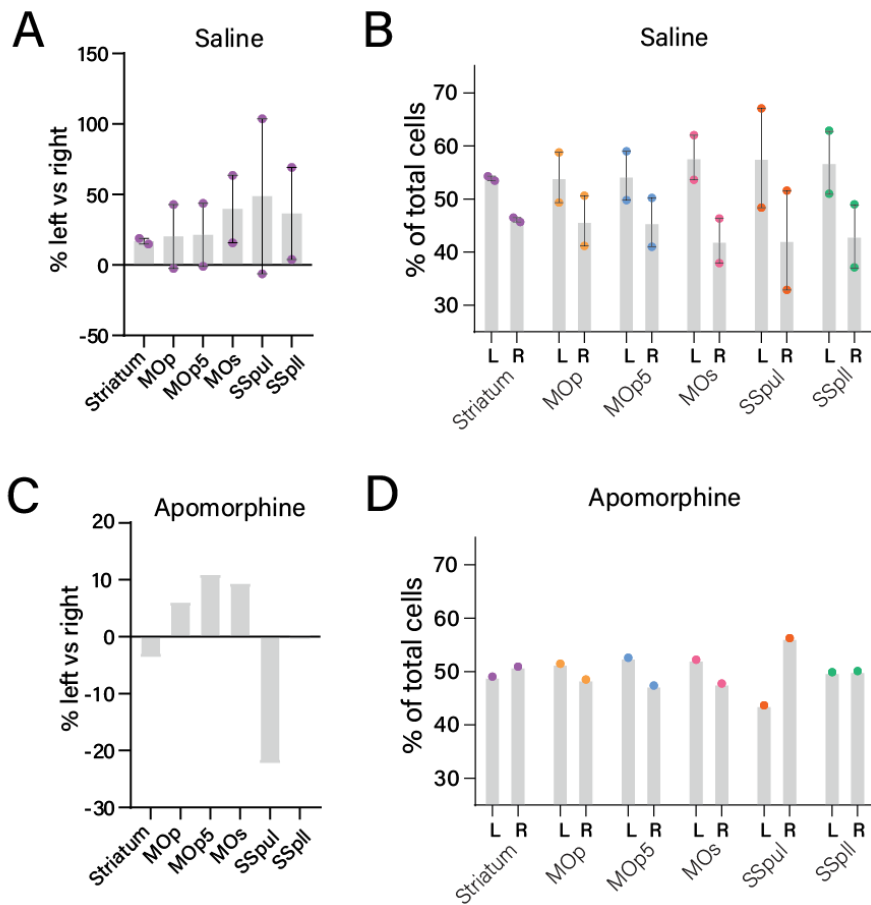 A
Saline
% left vs right
150
100
50
0
-50
Striatum
MOp
MOp5
MOs
SSpul
SSpll
B
Saline
% of total cells
70
60
50
40
30
L R L R L R L R L R L R
Striatum
MOp
MOp5
MOs
SSpul
SSpll
C
Apomorphine
% left vs right
20
10
0
-10
-20
-30
Striatum
MOp
MOp5
MOs
SSpul
SSpll
D
Apomorphine
% of total cells
70
60
50
40
30
L R L R L R L R L R L R
Striatum
MOp
MOp5
MOs
SSpul
SSpll